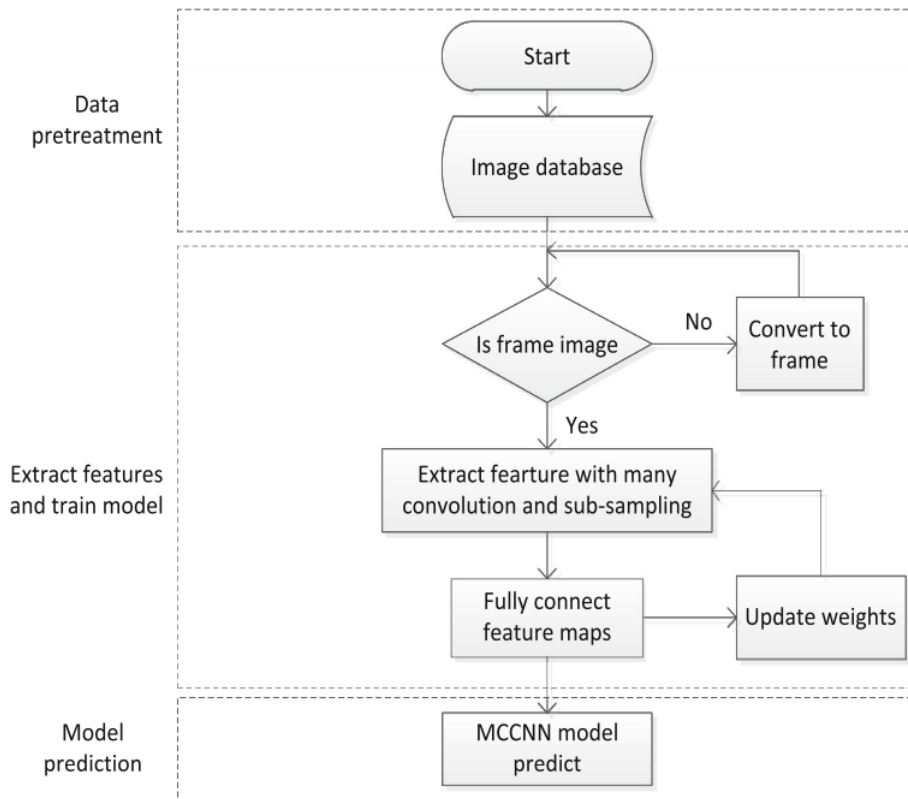 Start
Data
pretreatment
Image database
Is frame image
No
Convert to
frame
Yes
Extract features
and train model
Extract fearture with many
convolution and sub-sampling
Fully connect
feature maps
Update weights
Model
prediction
MCCNN model
predict